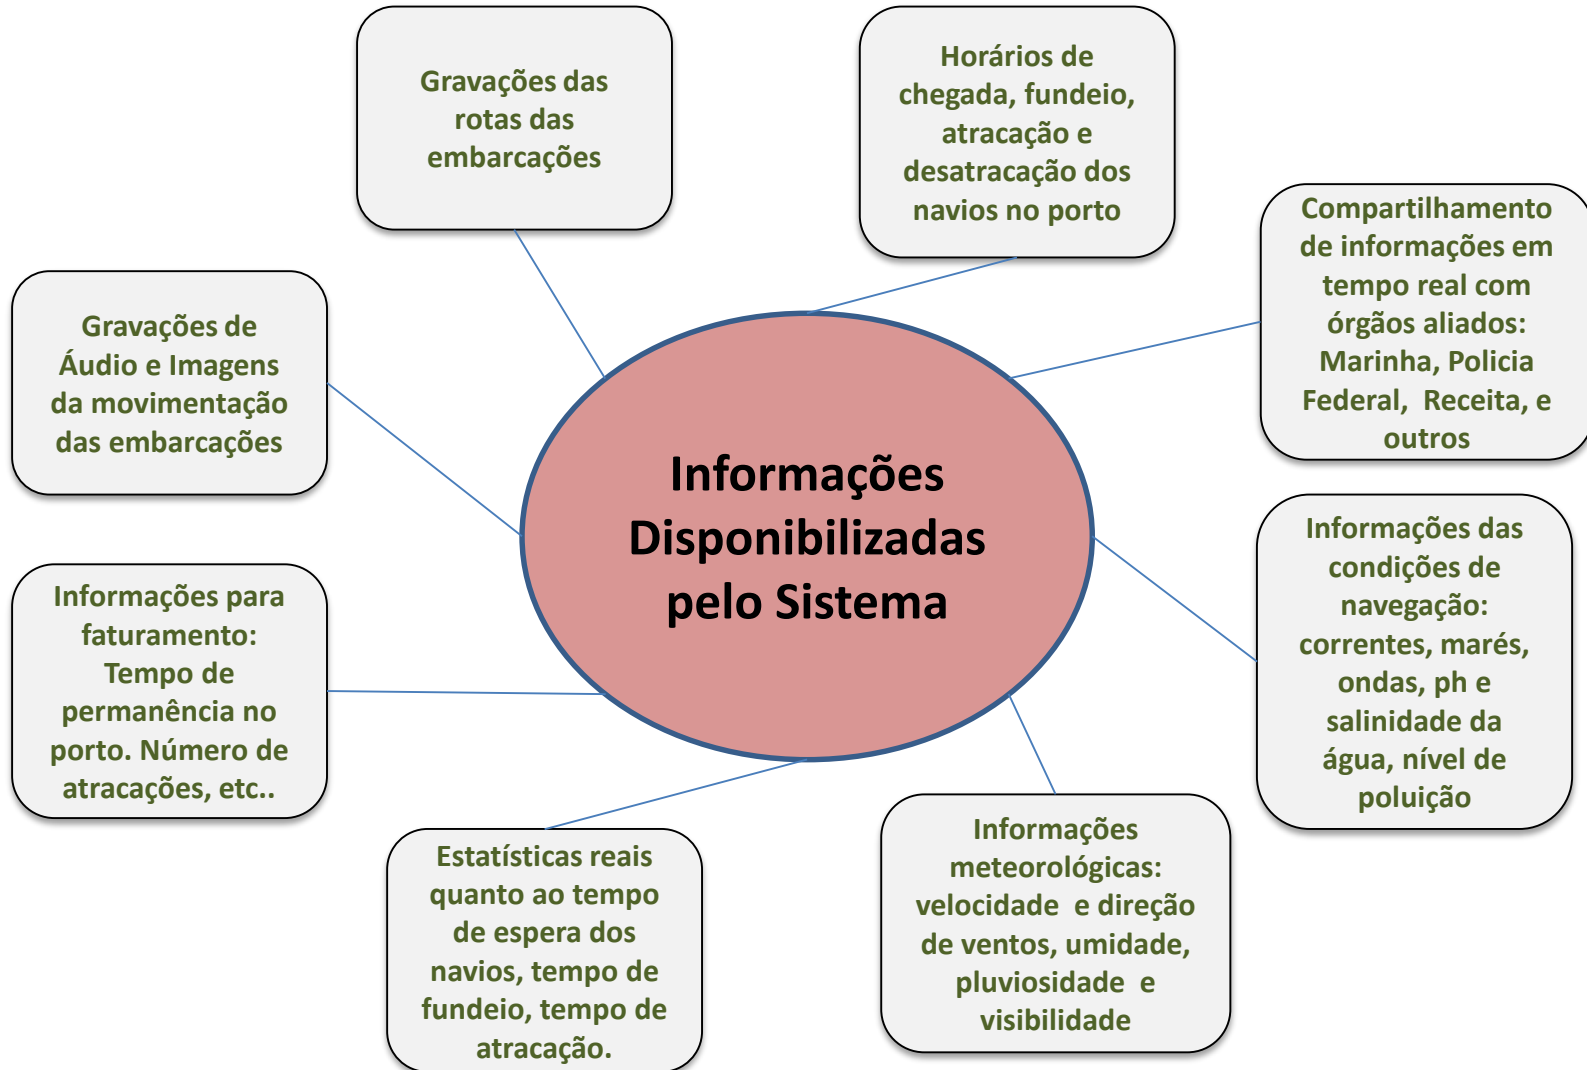 Gravações das
rotas das
embarcações
Horários de
chegada, fundeio,
atracação e
desatracação dos
navios no porto
Compartilhamento
de informações em
tempo real com
órgãos aliados:
Marinha, Policia
Federal,  Receita, e
outros
Gravações de
Áudio e Imagens
da movimentação
das embarcações
Informações
Disponibilizadas
pelo Sistema
Informações das
condições de
navegação:
correntes, marés,
ondas, ph e
salinidade da
água, nível de
poluição
Informações para
faturamento:
Tempo de
permanência no
porto. Número de
atracações, etc..
Estatísticas reais
quanto ao tempo
de espera dos
navios, tempo de
fundeio, tempo de
atracação.
Informações
meteorológicas:
velocidade  e direção
de ventos, umidade,
pluviosidade  e
visibilidade